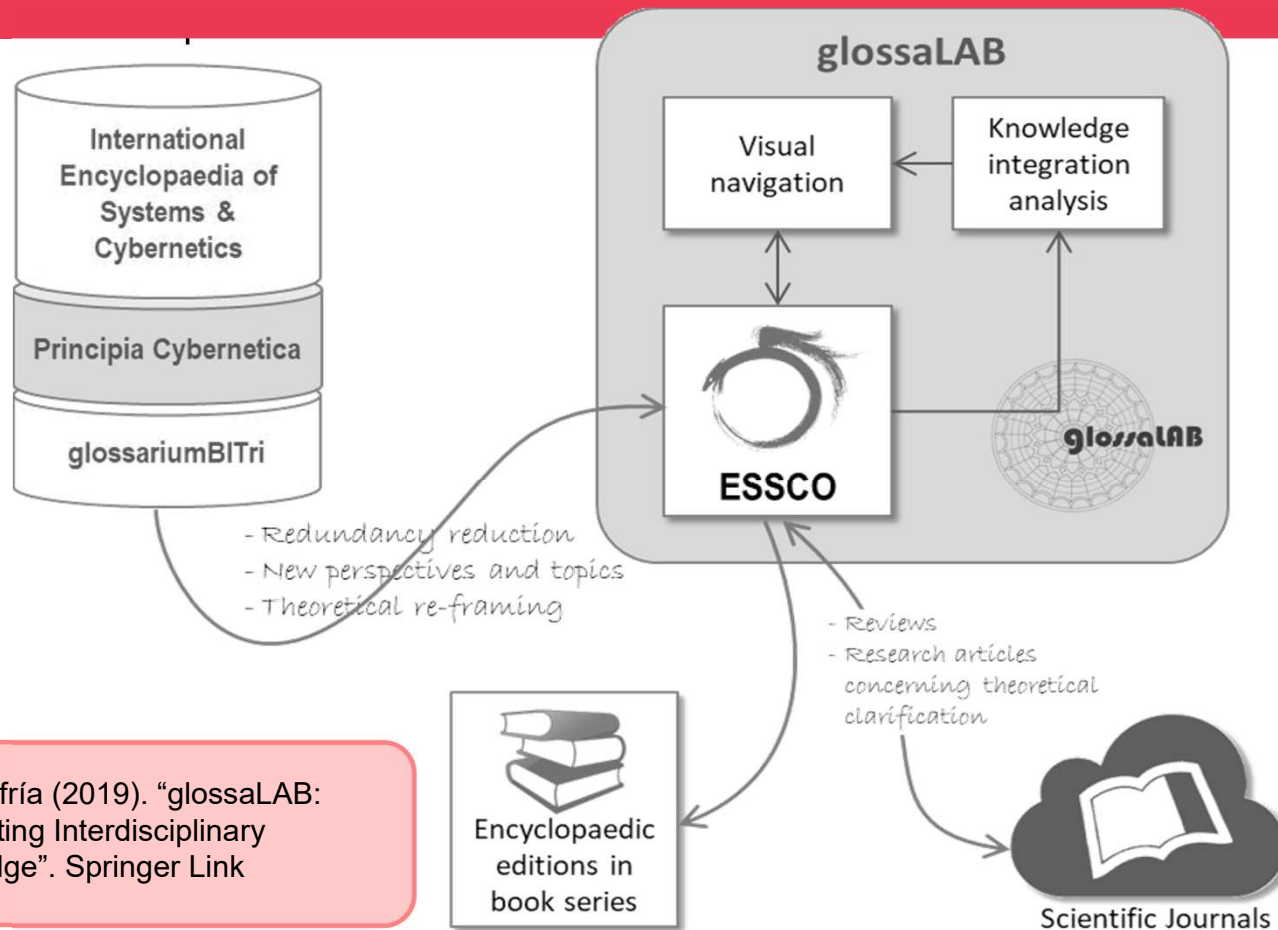 International
Encyclopaedia of
Systems &
Cybernetics
Principia Cybernetica
glossariumBITri
- Redundancy reduction
- New perspectives and topics
- Theoretical re-framing
glossaLAB
Visual
navigation
Knowledge
integration
analysis
ESSCO
glossaLAB
- Reviews
- Research articles
concerning theoretical
clarification
Encyclopaedic
editions in
book series
Scientific Journals
fría (2019). “glossaLAB:
ting Interdisciplinary
lge”. Springer Link